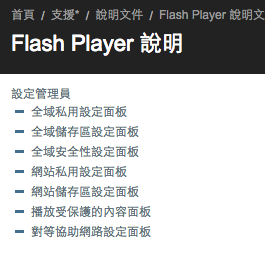 首頁 / 支援* / 說明文件 / Flash Player 說明文
Flash Player 說明
設定管理員
全域私用設定面板
全域儲存區設定面板
全域安全性設定面板
網站私用設定面板
網站儲存區設定面板
播放受保護的內容面板
對等協助網路設定面板